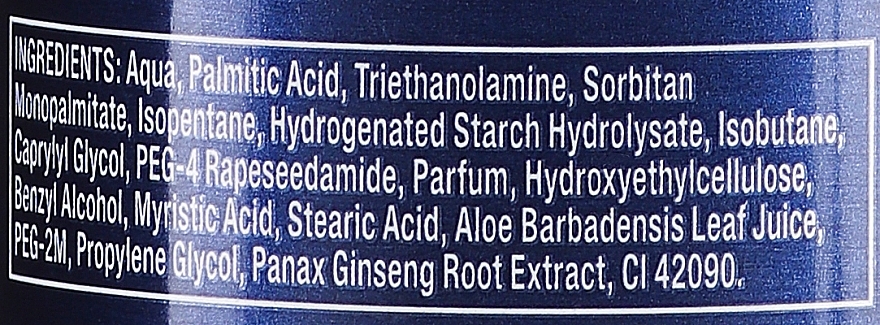 INGREDIENTS: Aqua, Palmitic Acid, Triethanolamine, Sorbitan
Monopalmitate, Isopentane, Hydrogenated Starch Hydrolysate, Isobutane,
Caprylyl Glycol, PEG-4 Rapeseedamide, Parfum, Hydroxyethylcellulose,
Benzyl Alcohol, Myristic Acid, Stearic Acid, Aloe Barbadensis Leaf Juice,
PEG-2M, Propylene Glycol, Panax Ginseng Root Extract, CI 42090.